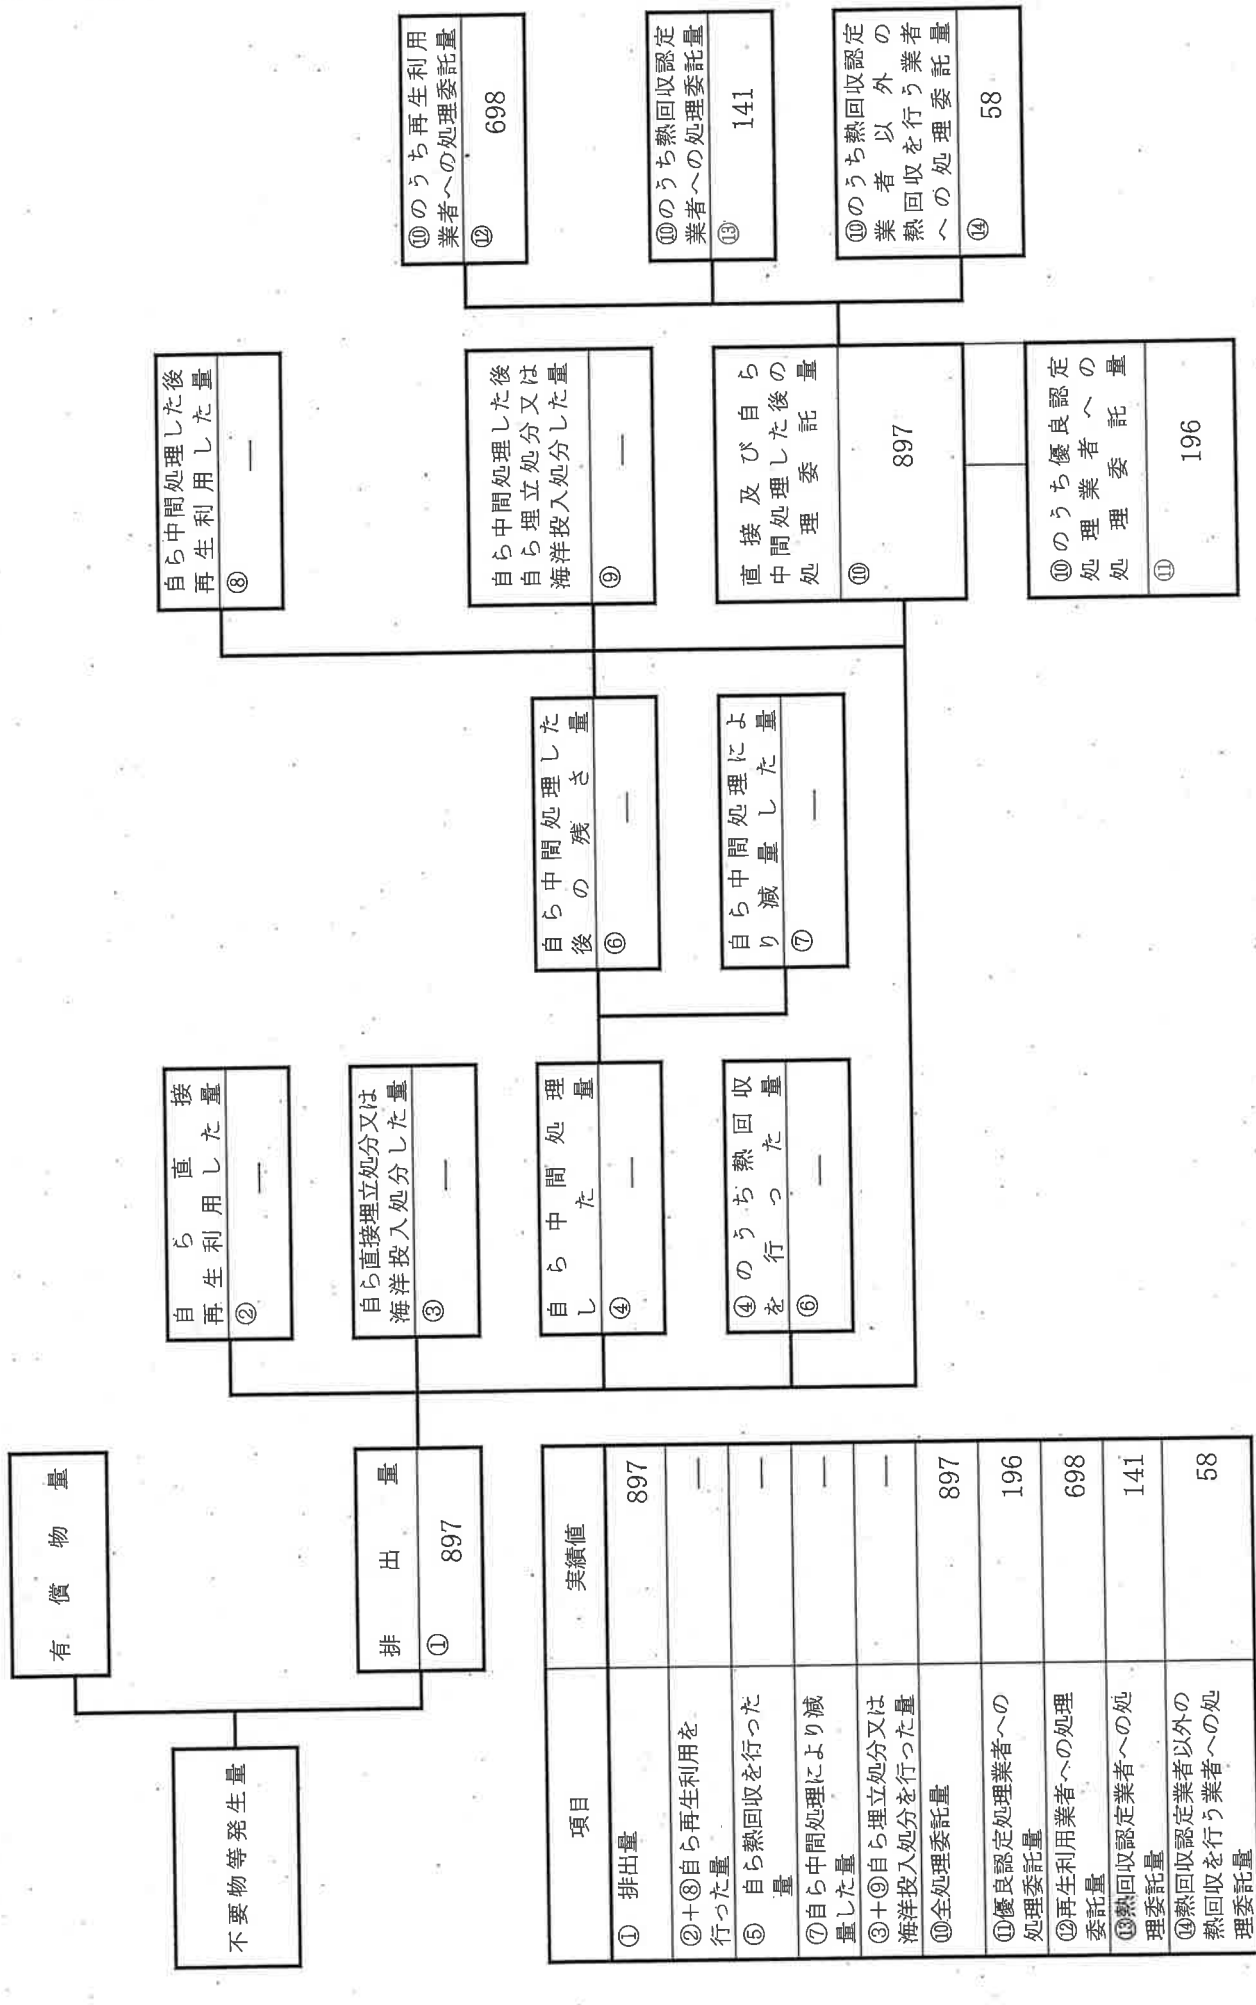 有償物量
不要物等発生量
排出量
① 897
自ら直接
再生利用した量
② ―
自ら直接埋立処分又は
海洋投入処分した量
③ ―
自ら中間処理
した量
④ ―
④のうち熱回収
を行った量
⑥ ―
自ら中間処理した
後の残さ量
⑥ ―
自ら中間処理によ
り減量した量
⑦ ―
自ら中間処理した後
再生利用した量
⑧ ―
自ら中間処理した後
自ら埋立処分又は
海洋投入処分した量
⑨ ―
直接及び自ら
中間処理した後の
処理委託量
⑩ 897
⑩のうち優良認定
処理業者への
処理委託量
⑪ 196
⑩のうち再生利用
業者への処理委託量
⑫ 698
⑩のうち熱回収認定
業者への処理委託量
⑬ 141
⑩のうち熱回収認定
業者以外の
熱回収を行う業者
への処理委託量
⑭ 58
項目 実績値
① 排出量 897
②+⑧自ら再生利用を
行った量 ―
⑤ 自ら熱回収を行った
量 ―
⑦自ら中間処理により減
量した量 ―
③+⑨自ら埋立処分又は
海洋投入処分を行った量 ―
⑩全処理委託量 897
⑪優良認定処理業者への
処理委託量 196
⑫再生利用業者への処理
委託量 698
⑬熱回収認定業者への処
理委託量 141
⑭熱回収認定業者以外の
熱回収を行う業者への処
理委託量 58